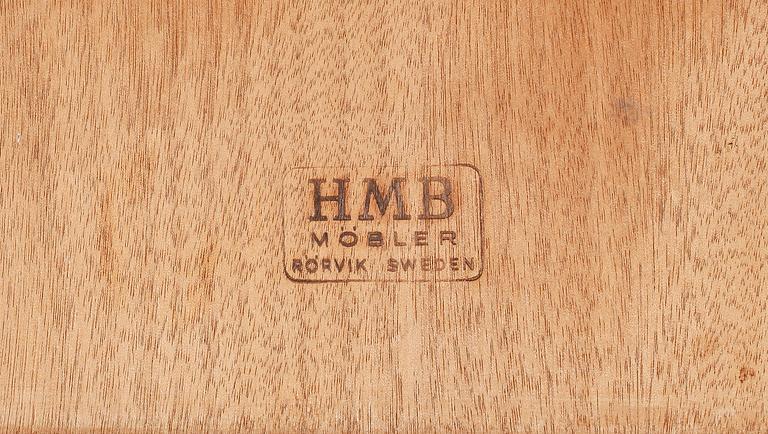 HMB
MÖBLER
RÖRVIK SWEDEN